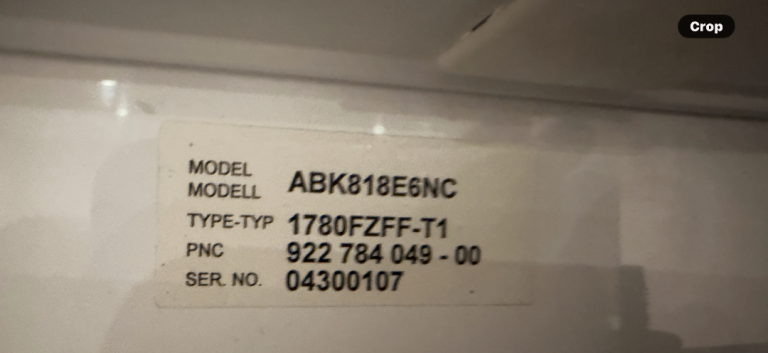 Crop
MODEL
MODELL ABK818E6NC
TYPE-TYP 1780FZFF-T1
PNC 922 784 049 - 00
SER. NO. 04300107